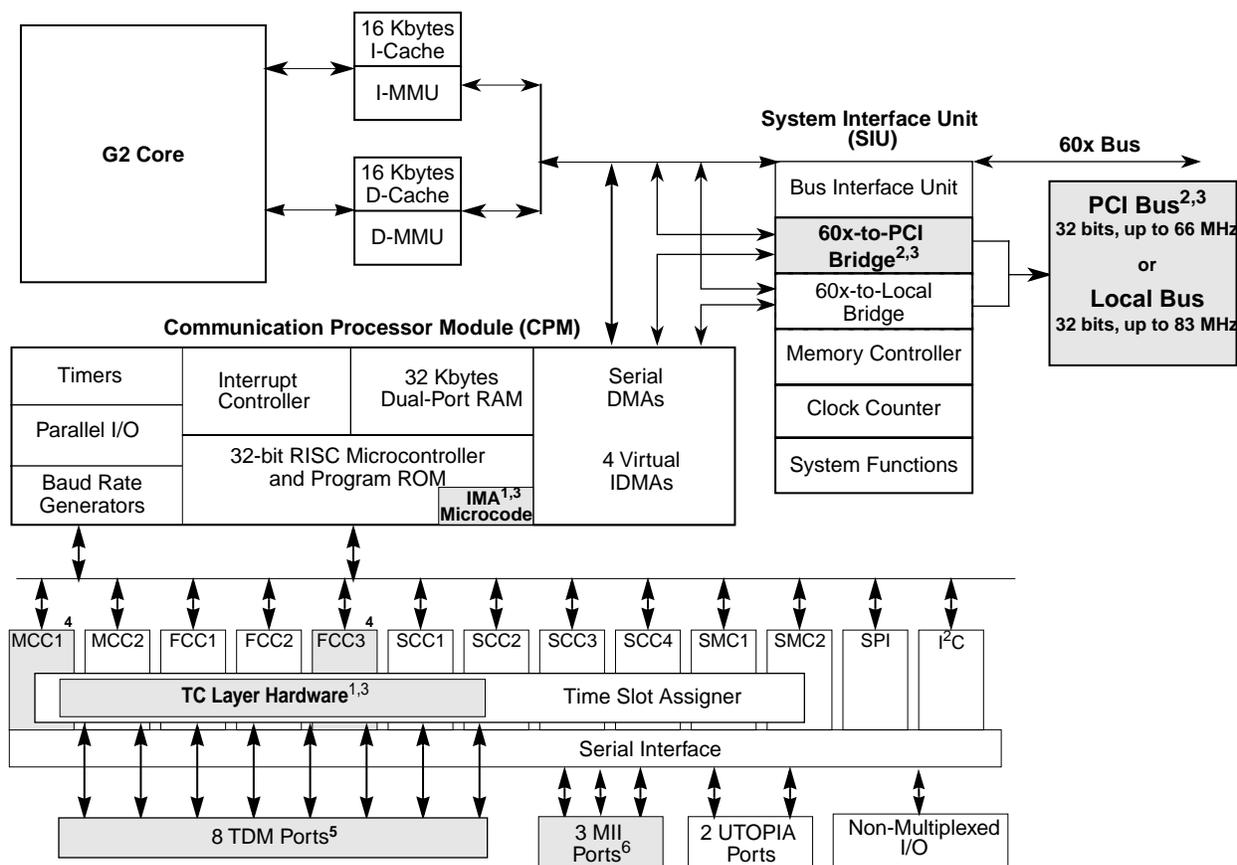 G2 Core
16 Kbytes
I-Cache
I-MMU
16 Kbytes
D-Cache
D-MMU
System Interface Unit
(SIU)
60x Bus
Bus Interface Unit
60x-to-PCI
Bridge2,3
60x-to-Local
Bridge
Memory Controller
Clock Counter
System Functions
PCI Bus2,3
32 bits, up to 66 MHz
or
Local Bus
32 bits, up to 83 MHz
Communication Processor Module (CPM)
Timers
Parallel I/O
Baud Rate
Generators
Interrupt
Controller
32 Kbytes
Dual-Port RAM
32-bit RISC Microcontroller
and Program ROM
IMA1,3
Microcode
Serial
DMAs
4 Virtual
IDMAs
MCC1 4 MCC2 FCC1 FCC2 FCC3 4 SCC1 SCC2 SCC3 SCC4 SMC1 SMC2 SPI I2C
TC Layer Hardware1,3 Time Slot Assigner
Serial Interface
8 TDM Ports5
3 MII
Ports6
2 UTOPIA
Ports
Non-Multiplexed
I/O